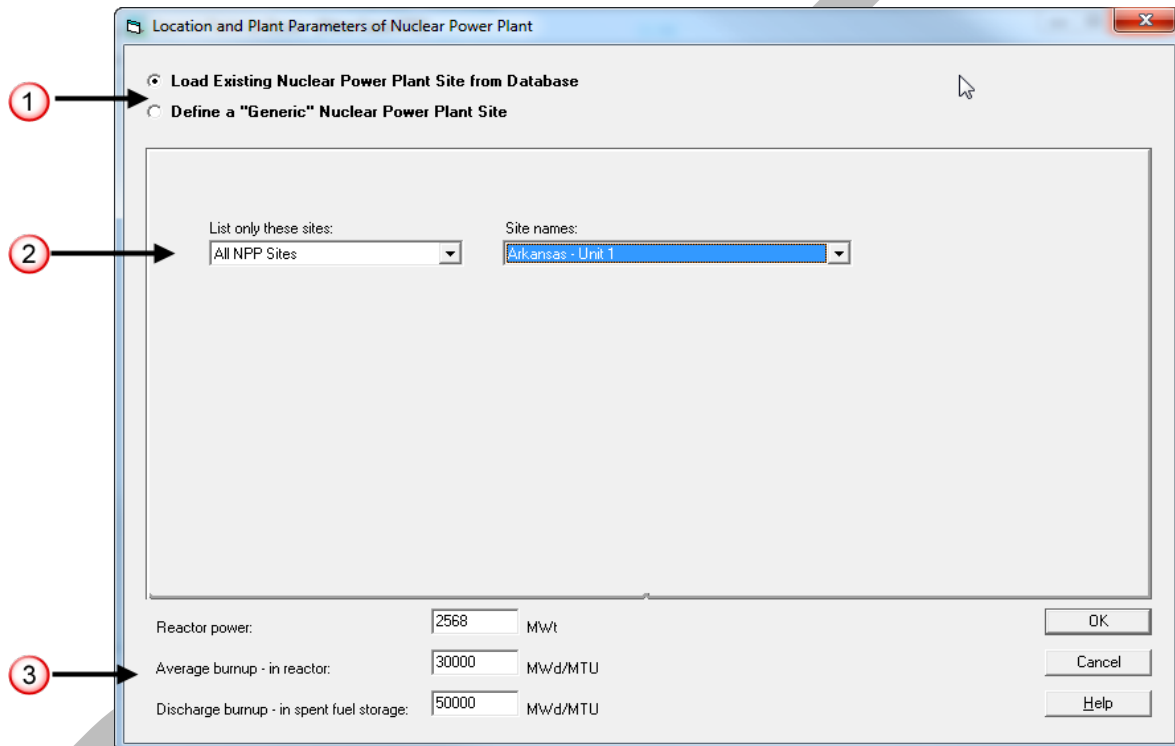 Location and Plant Parameters of Nuclear Power Plant
x
1
Load Existing Nuclear Power Plant Site from Database
Define a "Generic" Nuclear Power Plant Site
2
List only these sites:
Site names:
All NPP Sites
Arkansas - Unit 1
3
Reactor power:
2568
MWt
OK
Average burnup - in reactor:
30000
MWd/MTU
Cancel
Discharge burnup - in spent fuel storage:
50000
MWd/MTU
Help